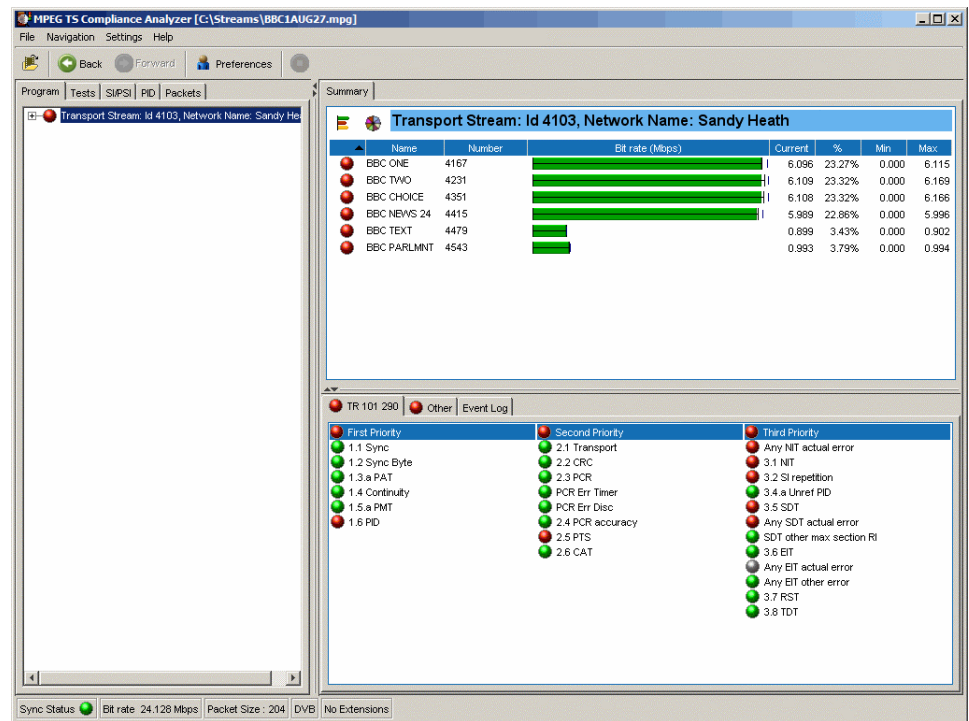 MPEG TS Compliance Analyzer [C:\Streams\BBC1AUG27.mpg]
File Navigation Settings Help
Back Forward Preferences
Program Tests SI/PSI PID Packets
Transport Stream: Id 4103, Network Name: Sandy He
Summary
Transport Stream: Id 4103, Network Name: Sandy Heath
Name Number Bit rate (Mbps) Current % Min Max
BBC ONE 4167 6.096 23.27% 0.000 6.115
BBC TWO 4231 6.109 23.32% 0.000 6.169
BBC CHOICE 4351 6.108 23.32% 0.000 6.166
BBC NEWS 24 4415 5.989 22.86% 0.000 5.996
BBC TEXT 4479 0.899 3.43% 0.000 0.902
BBC PARLMNT 4543 0.993 3.79% 0.000 0.994
TR 101 290 Other Event Log
First Priority
1.1 Sync
1.2 Sync Byte
1.3.a PAT
1.4 Continuity
1.5.a PMT
1.6 PID
Second Priority
2.1 Transport
2.2 CRC
2.3 PCR
PCR Err Timer
PCR Err Disc
2.4 PCR accuracy
2.5 PTS
2.6 CAT
Third Priority
Any NIT actual error
3.1 NIT
3.2 SI repetition
3.4.a Unref PID
3.5 SDT
Any SDT actual error
SDT other max section RI
3.6 EIT
Any EIT actual error
Any EIT other error
3.7 RST
3.8 TDT
Sync Status Bit rate 24.128 Mbps Packet Size : 204 DVB No Extensions